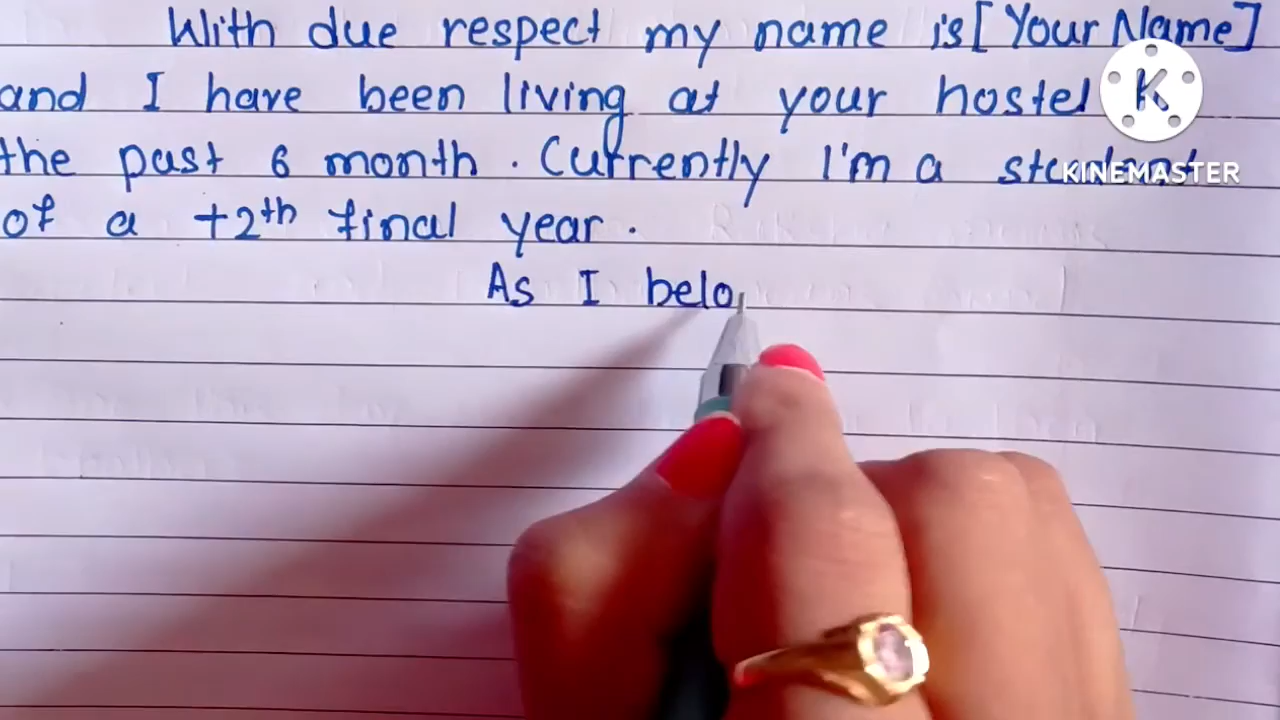 With due respect my name is [Your Name]
and I have been living at your hostel
the past 6 month. Currently I'm a student
of a +2th final year.
As I belo
K
KINEMASTER